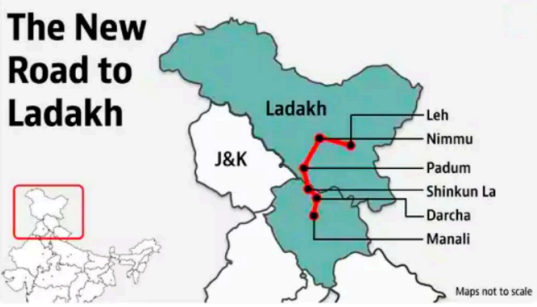 The New
Road to
Ladakh
Ladakh
J&K
Leh
Nimmu
Padum
Shinkun La
Darcha
Manali
Maps not to scale